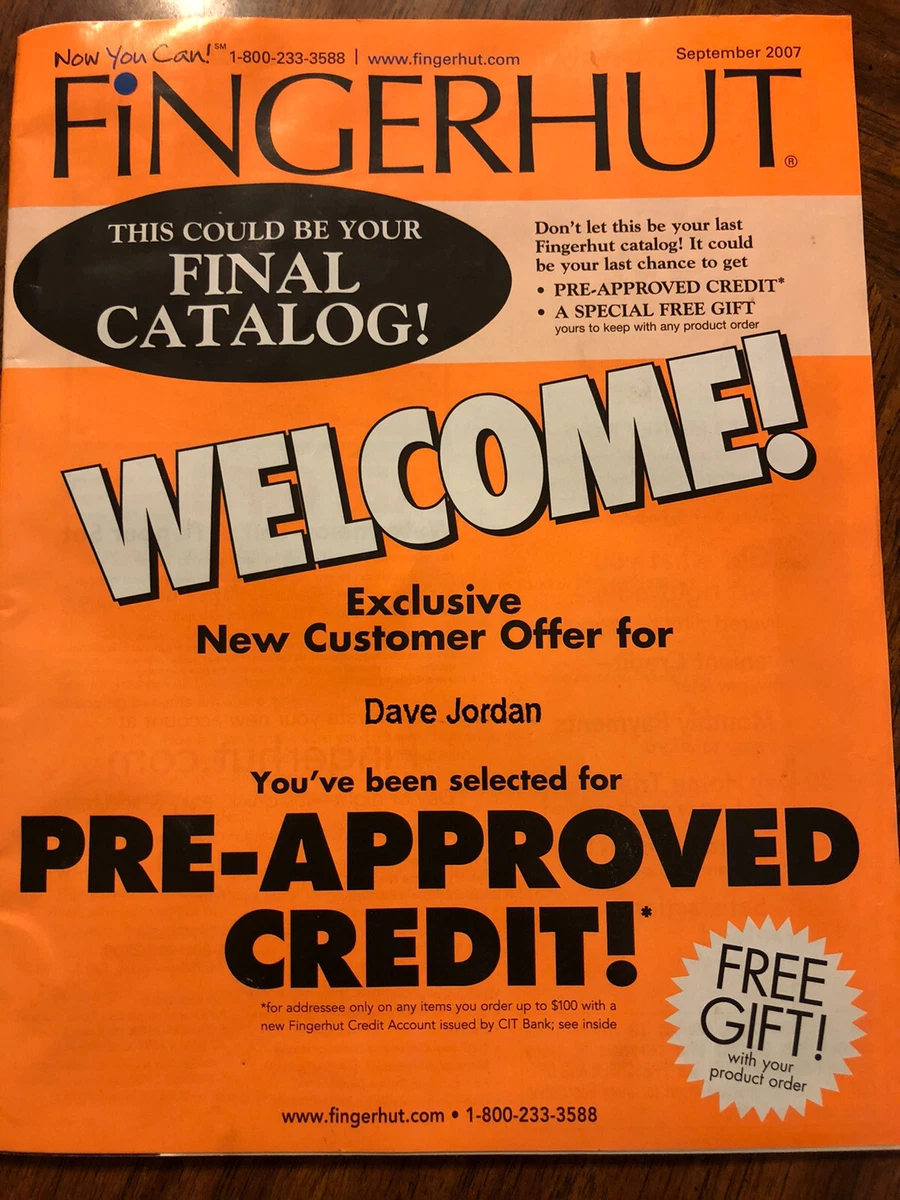 Now You Can!℠ 1-800-233-3588 | www.fingerhut.com September 2007
FiNGERHUT®
THIS COULD BE YOUR
FINAL
CATALOG!
Don't let this be your last
Fingerhut catalog! It could
be your last chance to get
• PRE-APPROVED CREDIT*
• A SPECIAL FREE GIFT
yours to keep with any product order
WELCOME!
Exclusive
New Customer Offer for
Dave Jordan
You've been selected for
PRE-APPROVED
CREDIT!*
*for addressee only on any items you order up to $100 with a
new Fingerhut Credit Account issued by CIT Bank; see inside
FREE
GIFT!
with your
product order
www.fingerhut.com • 1-800-233-3588